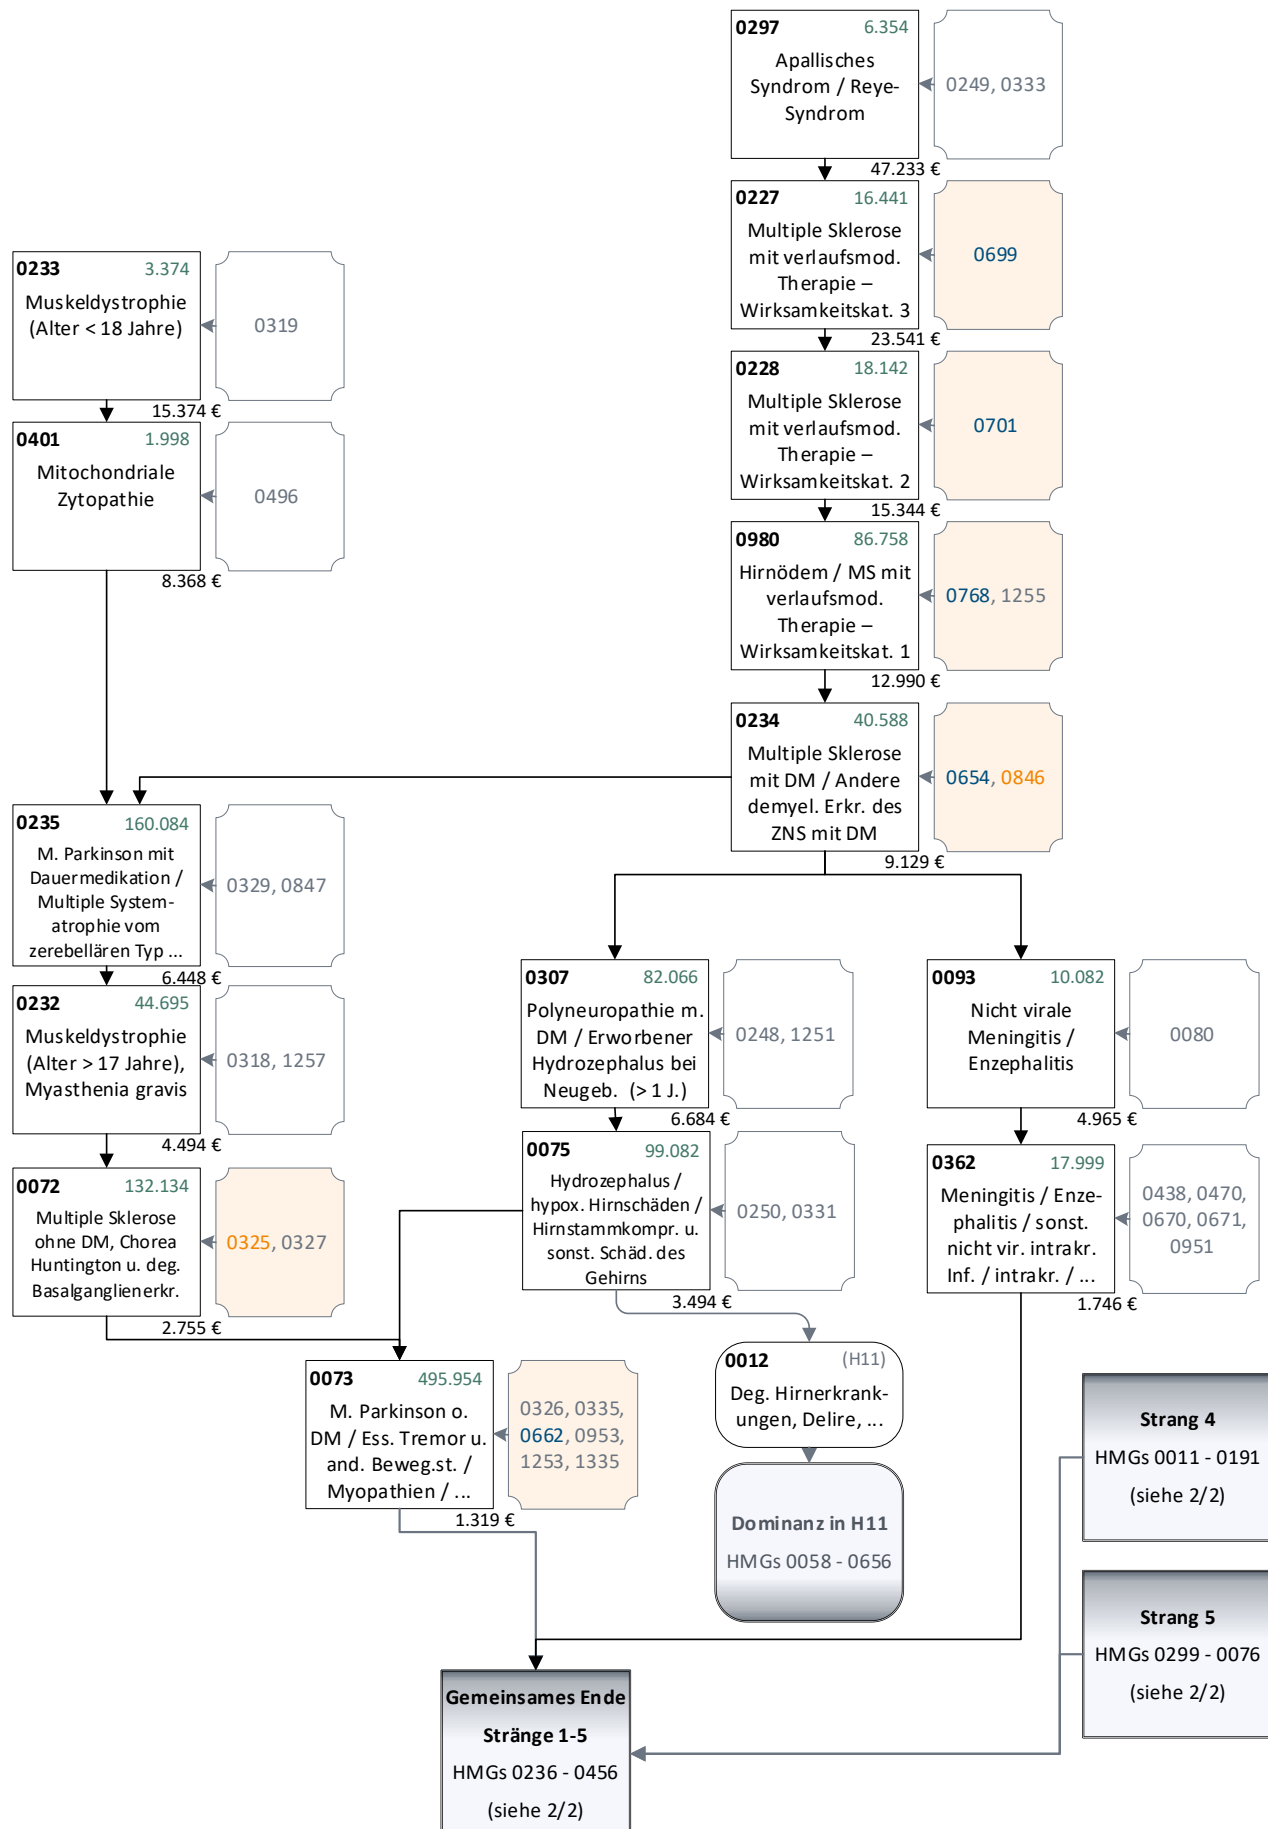 0297 6.354
Apallisches
Syndrom / Reye-
Syndrom
0249, 0333
47.233 €
0227 16.441
Multiple Sklerose
mit verlaufsmod.
Therapie –
Wirksamkeitskat. 3
0699
23.541 €
0233 3.374
Muskeldystrophie
(Alter < 18 Jahre)
0319
15.374 €
0228 18.142
Multiple Sklerose
mit verlaufsmod.
Therapie –
Wirksamkeitskat. 2
0701
15.344 €
0401 1.998
Mitochondriale
Zytopathie
0496
8.368 €
0980 86.758
Hirnödem / MS mit
verlaufsmod.
Therapie –
Wirksamkeitskat. 1
0768, 1255
12.990 €
0234 40.588
Multiple Sklerose
mit DM / Andere
demyel. Erkr. des
ZNS mit DM
0654, 0846
9.129 €
0235 160.084
M. Parkinson mit
Dauermedikation /
Multiple System-
atrophie vom
zerebellären Typ ...
0329, 0847
6.448 €
0232 44.695
Muskeldystrophie
(Alter > 17 Jahre),
Myasthenia gravis
0318, 1257
4.494 €
0307 82.066
Polyneuropathie m.
DM / Erworbener
Hydrozephalus bei
Neugeb. (> 1 J.)
0248, 1251
6.684 €
0093 10.082
Nicht virale
Meningitis /
Enzephalitis
0080
4.965 €
0072 132.134
Multiple Sklerose
ohne DM, Chorea
Huntington u. deg.
Basalganglienerkr.
0325, 0327
2.755 €
0075 99.082
Hydrozephalus /
hypox. Hirnschäden /
Hirnstammkompr. u.
sonst. Schäd. des
Gehirns
0250, 0331
3.494 €
0362 17.999
Meningitis / Enze-
phalitis / sonst.
nicht vir. intrakr.
Inf. / intrakr. / ...
0438, 0470,
0670, 0671,
0951
1.746 €
0073 495.954
M. Parkinson o.
DM / Ess. Tremor u.
and. Beweg.st. /
Myopathien / ...
0326, 0335,
0662, 0953,
1253, 1335
1.319 €
0012 (H11)
Deg. Hirnerkrank-
ungen, Delire, ...
Dominanz in H11
HMGs 0058 - 0656
Strang 4
HMGs 0011 - 0191
(siehe 2/2)
Strang 5
HMGs 0299 - 0076
(siehe 2/2)
Gemeinsames Ende
Stränge 1-5
HMGs 0236 - 0456
(siehe 2/2)